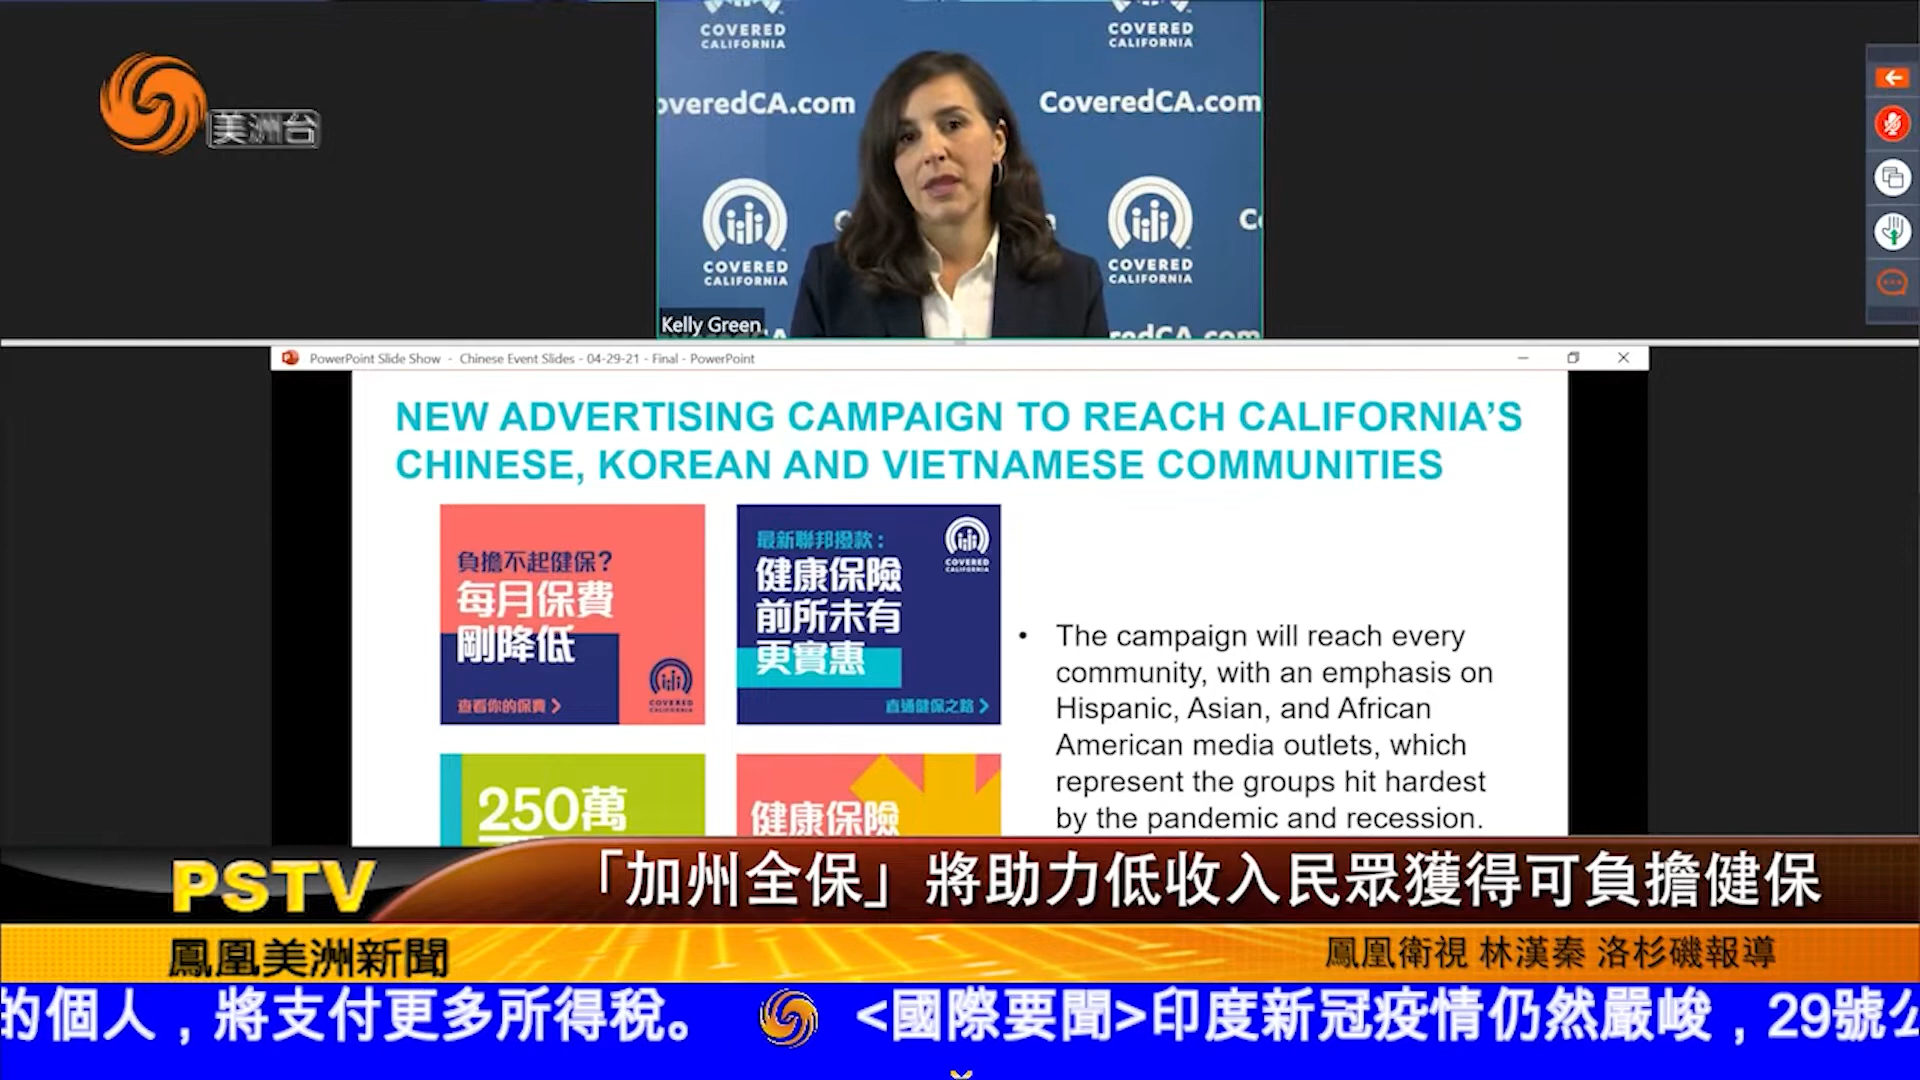 COVERED
CALIFORNIA
COVERED
CALIFORNIA
overedCA.com
CoveredCA.com
美洲台
COVERED
CALIFORNIA
COVERED
CALIFORNIA
Kelly Green
redCA.com
PowerPoint Slide Show - Chinese Event Slides - 04-29-21 - Final - PowerPoint
NEW ADVERTISING CAMPAIGN TO REACH CALIFORNIA'S
CHINESE, KOREAN AND VIETNAMESE COMMUNITIES
負擔不起健保?
每月保費
剛降低
查看你的保費
COVERED
CALIFORNIA
最新聯邦撥款:
健康保險
前所未有
更實惠
直通健保之路
COVERED
CALIFORNIA
250萬
健康保險
• The campaign will reach every
community, with an emphasis on
Hispanic, Asian, and African
American media outlets, which
represent the groups hit hardest
by the pandemic and recession.
PSTV
「加州全保」將助力低收入民眾獲得可負擔健保
鳳凰美洲新聞
鳳凰衛視 林漢秦 洛杉磯報導
的個人，將支付更多所得稅。 <國際要聞>印度新冠疫情仍然嚴峻，29號公